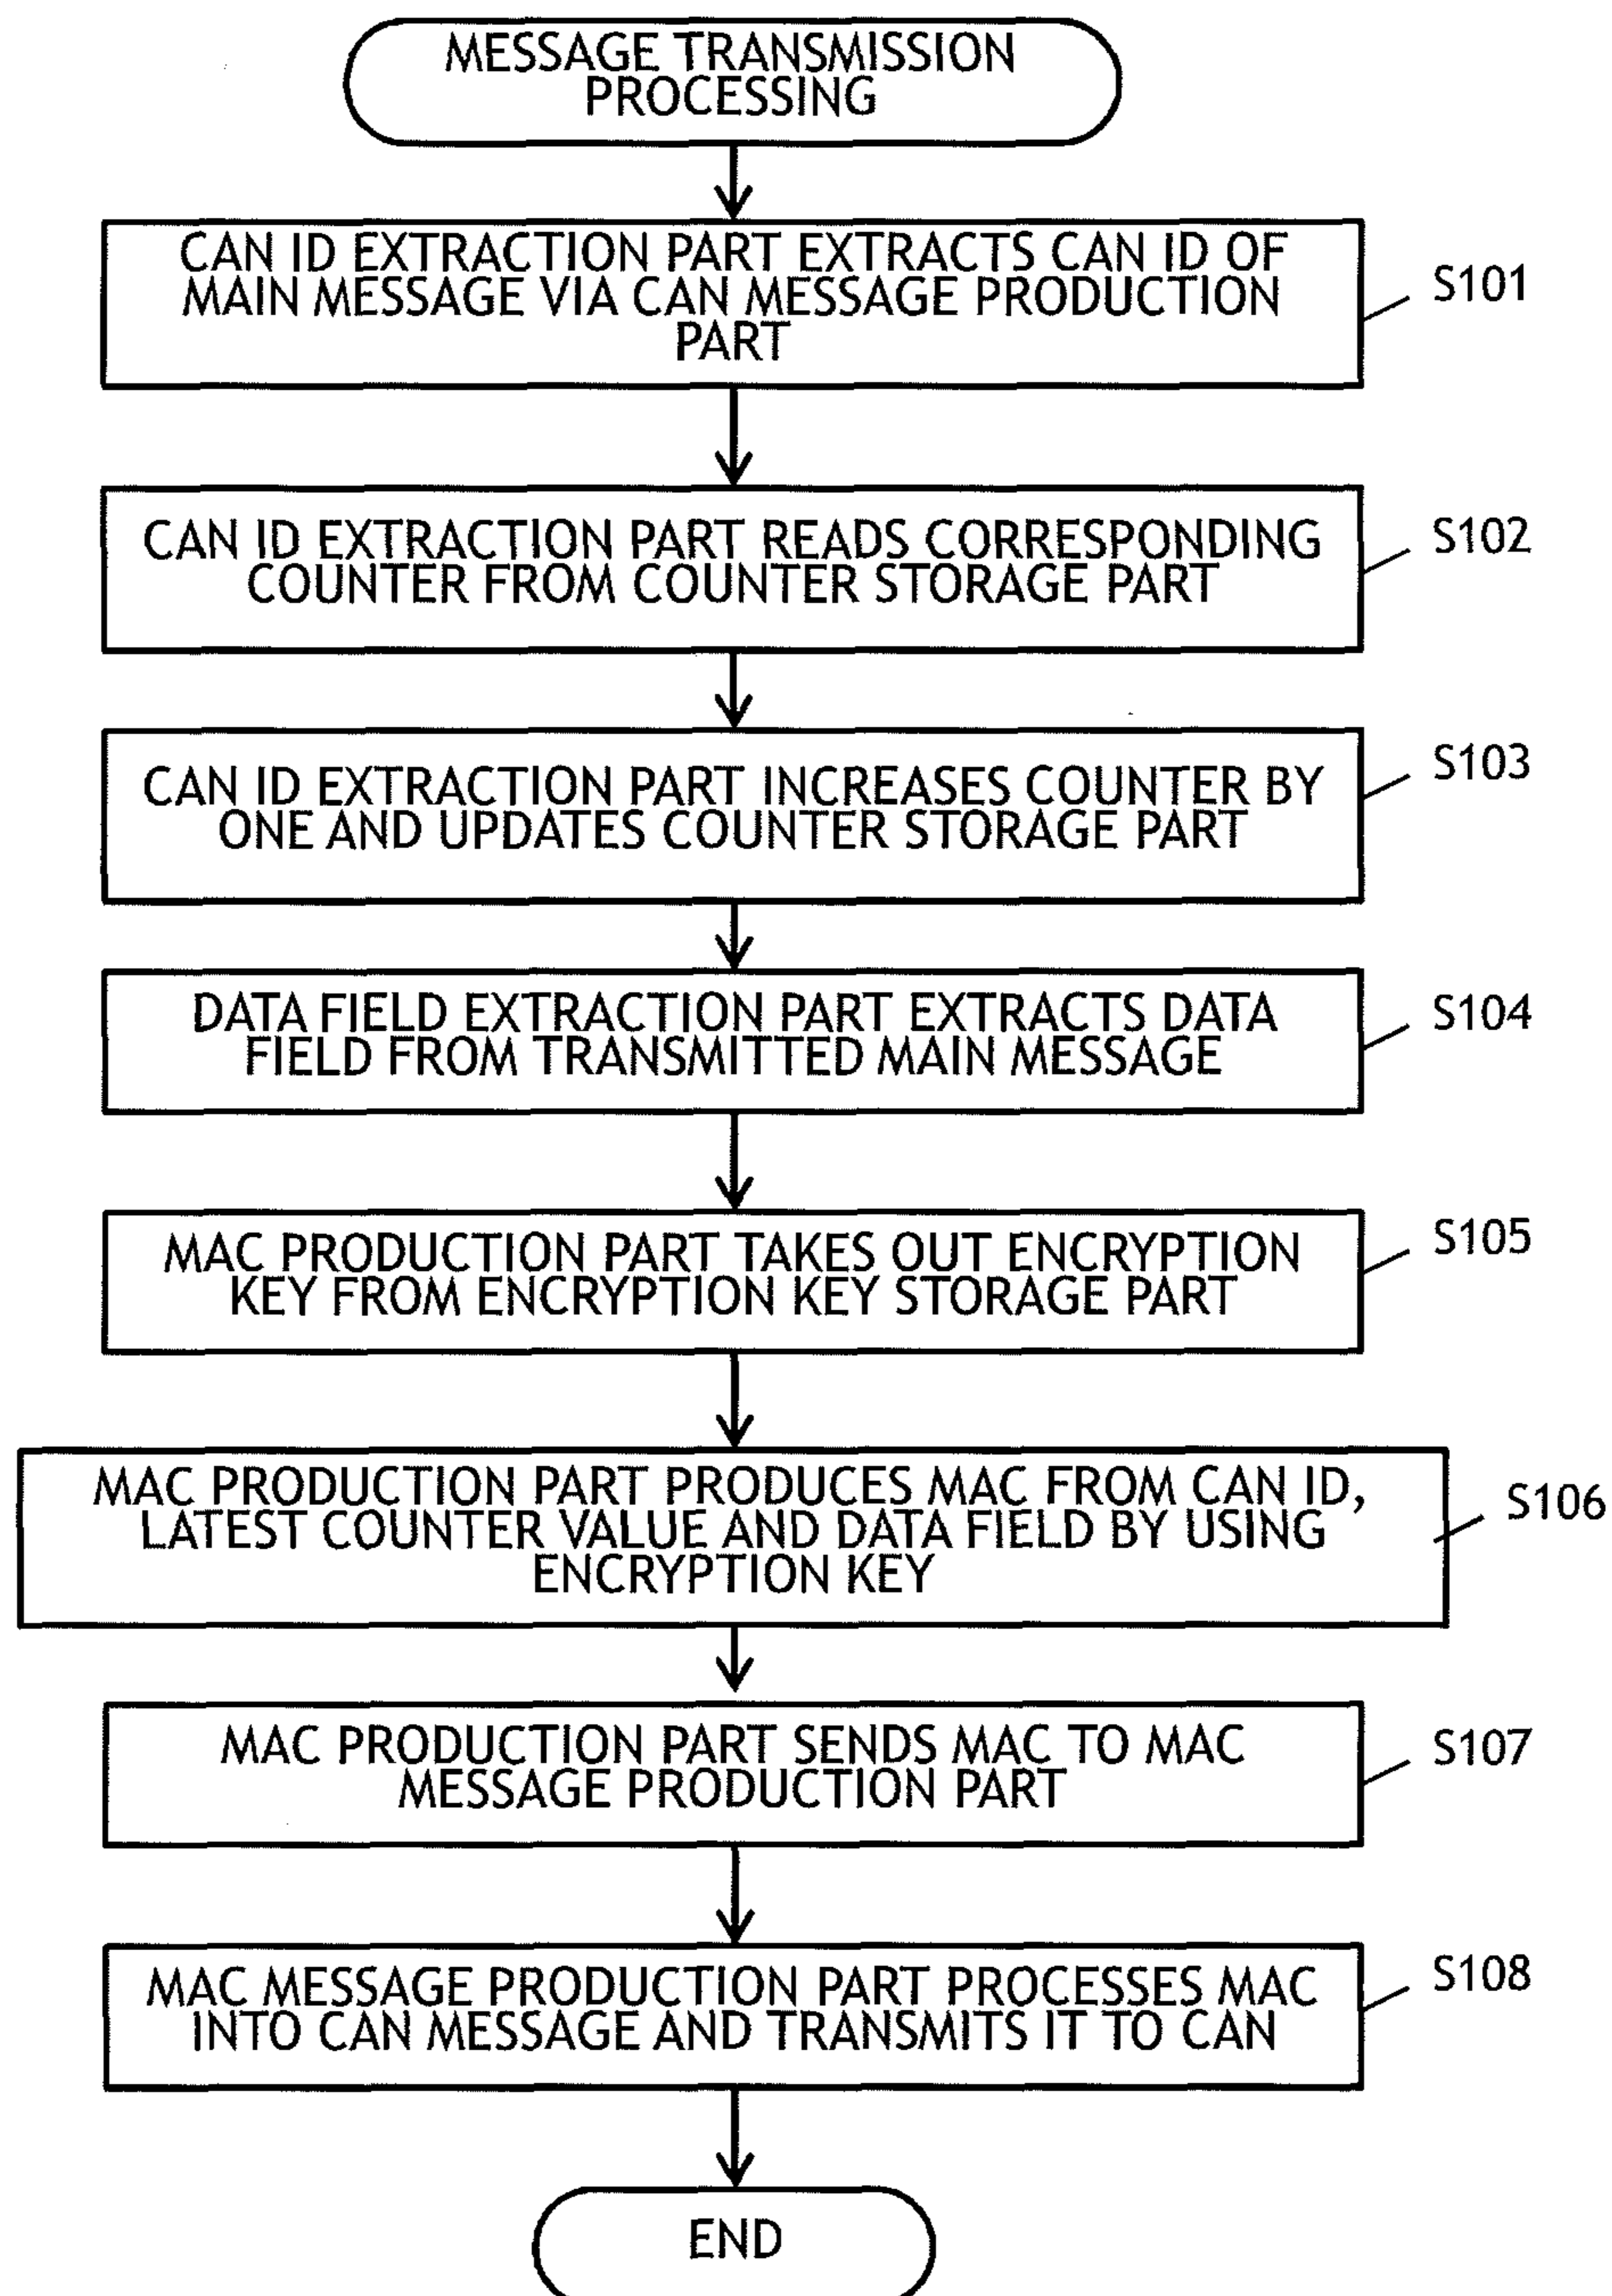 MESSAGE TRANSMISSION
PROCESSING
CAN ID EXTRACTION PART EXTRACTS CAN ID OF
MAIN MESSAGE VIA CAN MESSAGE PRODUCTION
PART
S101
CAN ID EXTRACTION PART READS CORRESPONDING
COUNTER FROM COUNTER STORAGE PART
S102
CAN ID EXTRACTION PART INCREASES COUNTER BY
ONE AND UPDATES COUNTER STORAGE PART
S103
DATA FIELD EXTRACTION PART EXTRACTS DATA
FIELD FROM TRANSMITTED MAIN MESSAGE
S104
MAC PRODUCTION PART TAKES OUT ENCRYPTION
KEY FROM ENCRYPTION KEY STORAGE PART
S105
MAC PRODUCTION PART PRODUCES MAC FROM CAN ID,
LATEST COUNTER VALUE AND DATA FIELD BY USING
ENCRYPTION KEY
S106
MAC PRODUCTION PART SENDS MAC TO MAC
MESSAGE PRODUCTION PART
S107
MAC MESSAGE PRODUCTION PART PROCESSES MAC
INTO CAN MESSAGE AND TRANSMITS IT TO CAN
S108
END